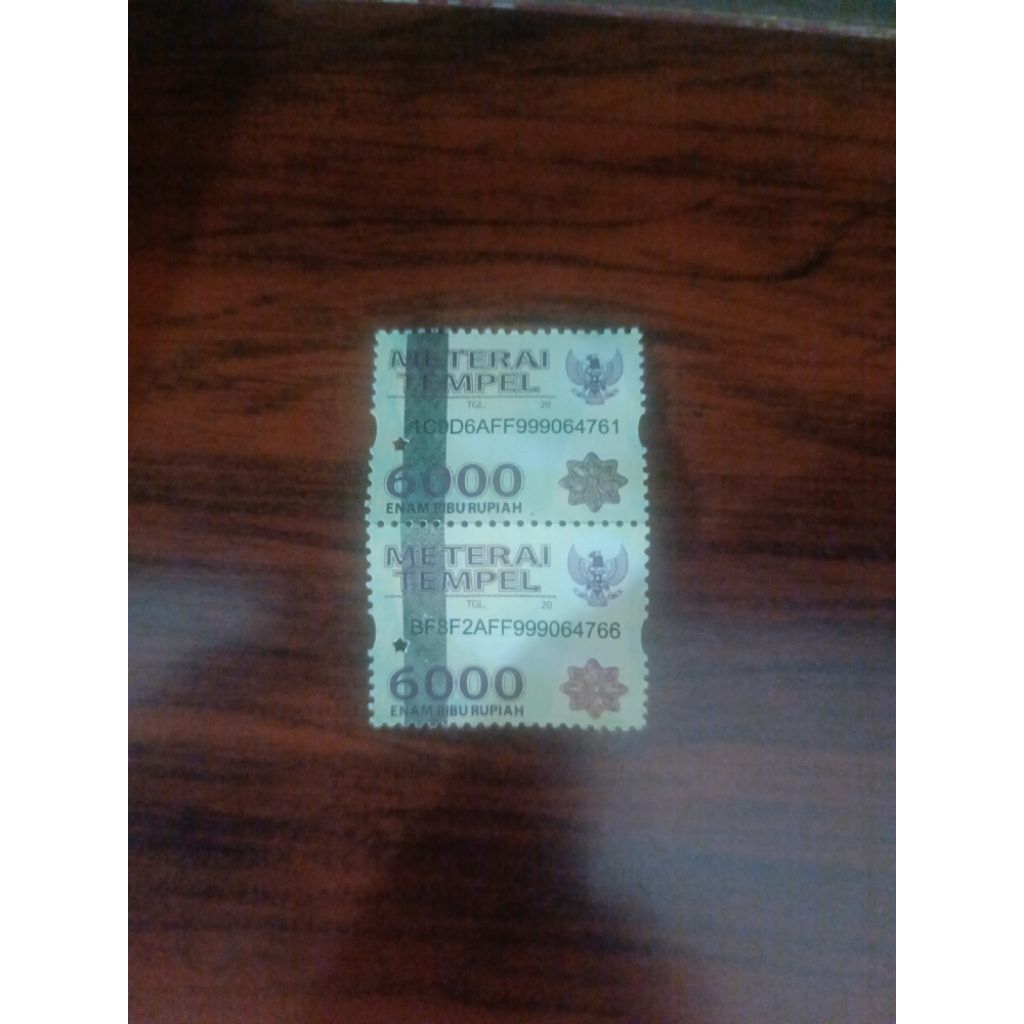 METERAI
TEMPEL
TGL. 20
1C9D6AFF999064761
6000
ENAM RIBU RUPIAH
METERAI
TEMPEL
TGL. 20
BF8F2AFF999064766
6000
ENAM RIBU RUPIAH